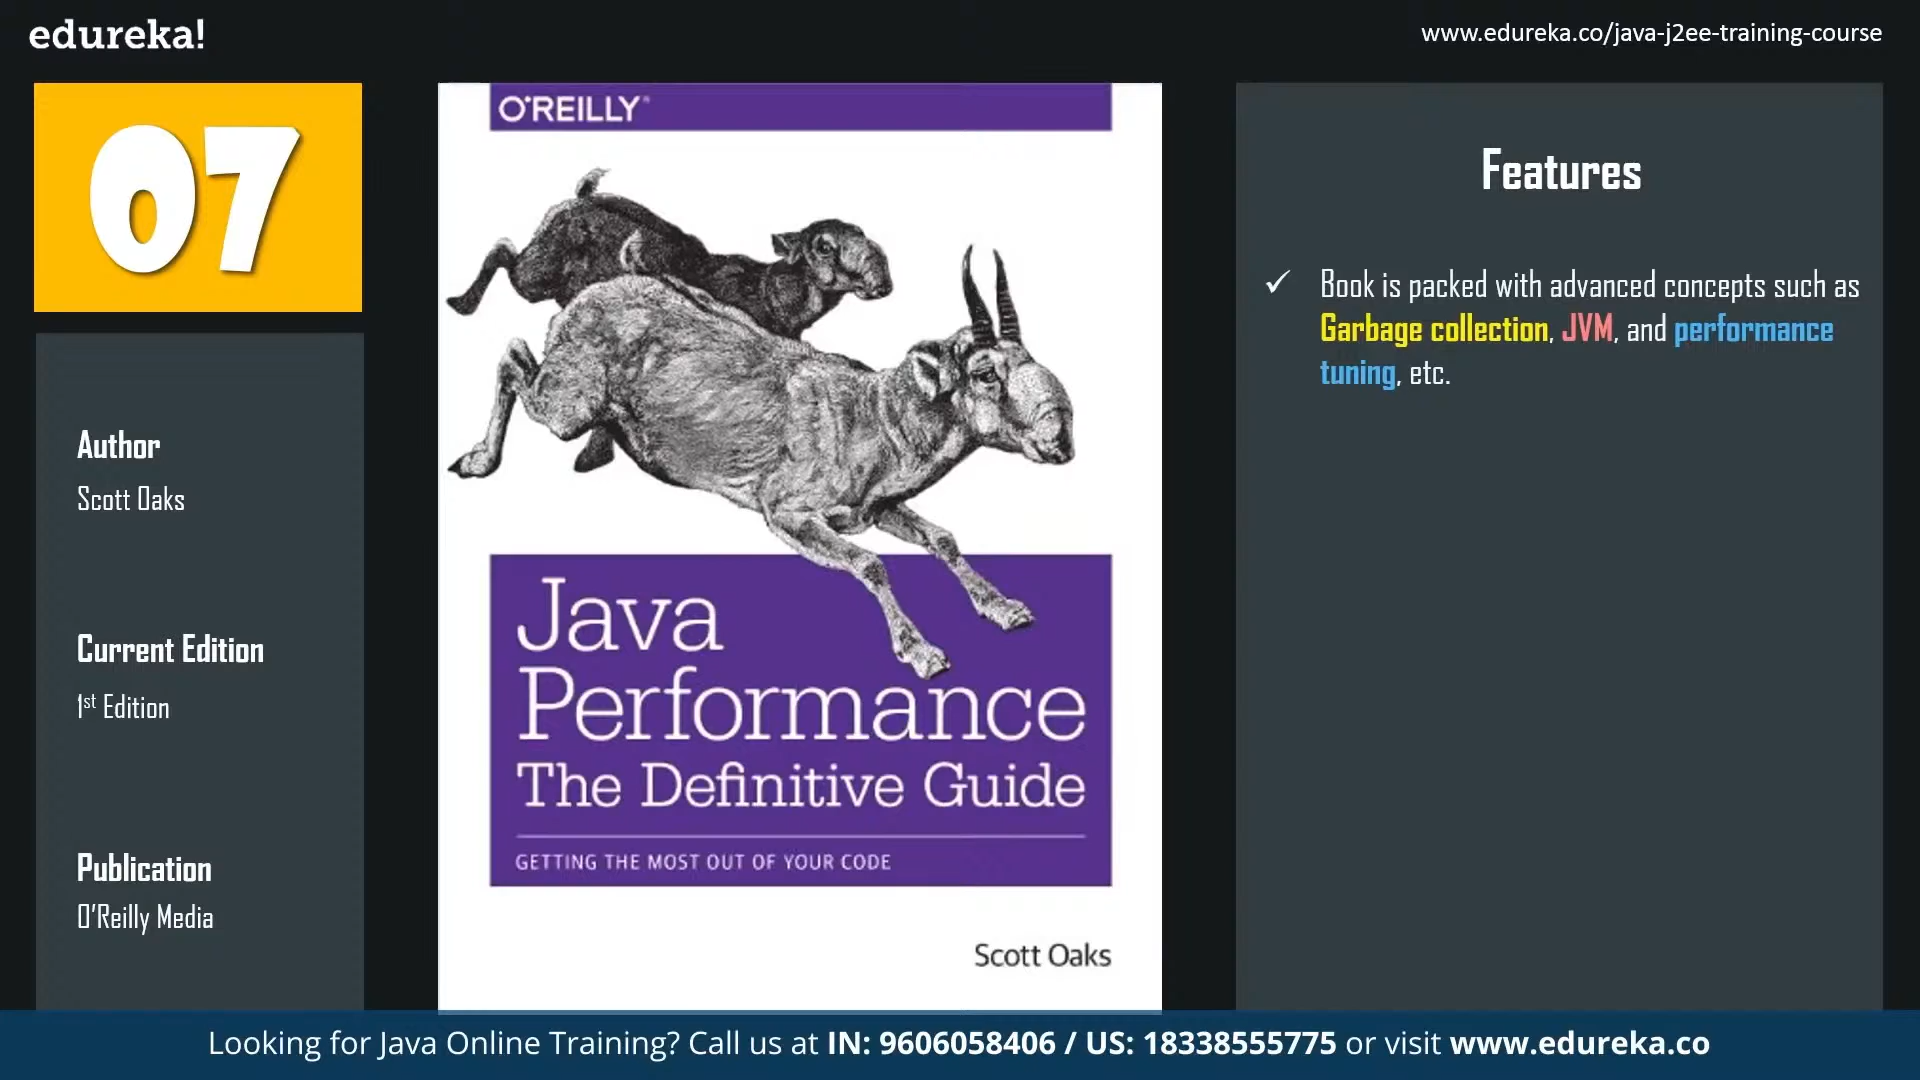 edureka!
www.edureka.co/java-j2ee-training-course
07
Author
Scott Oaks
Current Edition
1st Edition
Publication
O'Reilly Media
O'REILLY®
Java
Performance
The Definitive Guide
GETTING THE MOST OUT OF YOUR CODE
Scott Oaks
Features
✓ Book is packed with advanced concepts such as
Garbage collection, JVM, and performance
tuning, etc.
Looking for Java Online Training? Call us at IN: 9606058406 / US: 18338555775 or visit www.edureka.co